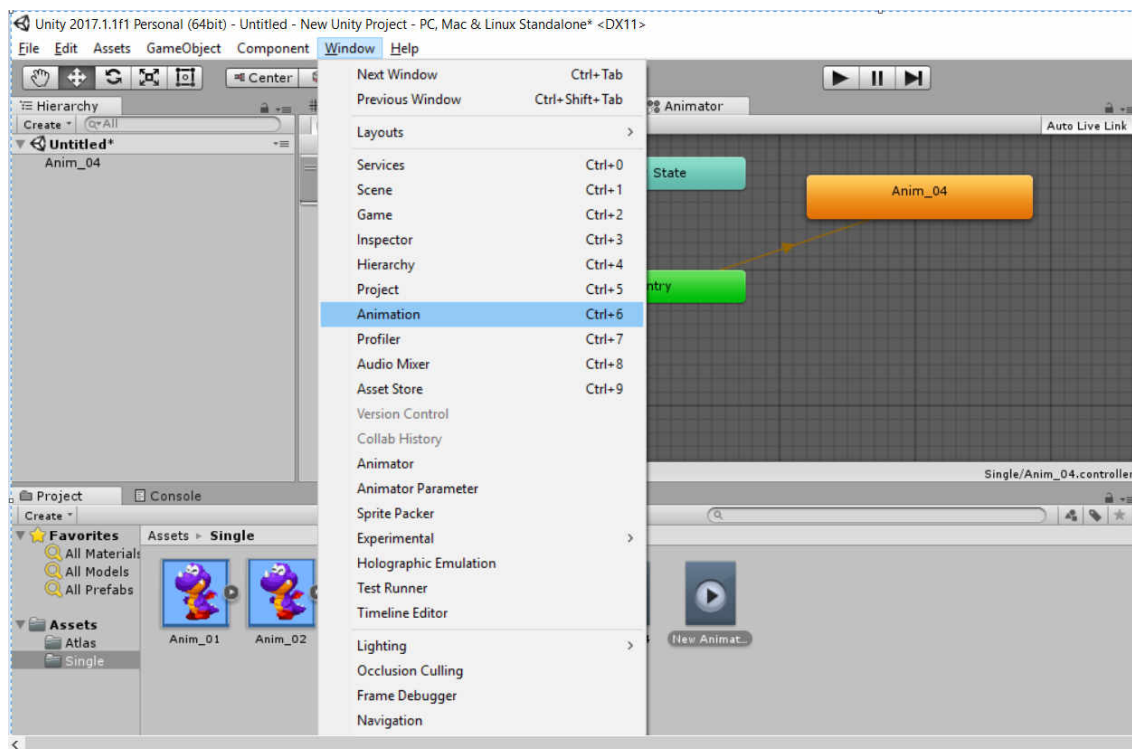 Unity 2017.1.1f1 Personal (64bit) - Untitled - New Unity Project - PC, Mac & Linux Standalone* <DX11>
File Edit Assets GameObject Component Window Help
Center
Hierarchy
Create All
Untitled*
Anim_04
Next Window Ctrl+Tab
Previous Window Ctrl+Shift+Tab
Layouts
Services Ctrl+0
Scene Ctrl+1
Game Ctrl+2
Inspector Ctrl+3
Hierarchy Ctrl+4
Project Ctrl+5
Animation Ctrl+6
Profiler Ctrl+7
Audio Mixer Ctrl+8
Asset Store Ctrl+9
Version Control
Collab History
Animator
Animator Parameter
Sprite Packer
Experimental
Holographic Emulation
Test Runner
Timeline Editor
Lighting
Occlusion Culling
Frame Debugger
Navigation
Animator
Auto Live Link
State
Anim_04
ntry
Single/Anim_04.controller
Project Console
Create
Favorites
All Materials
All Models
All Prefabs
Assets
Atlas
Single
Assets Single
Anim_01 Anim_02 New Animat...